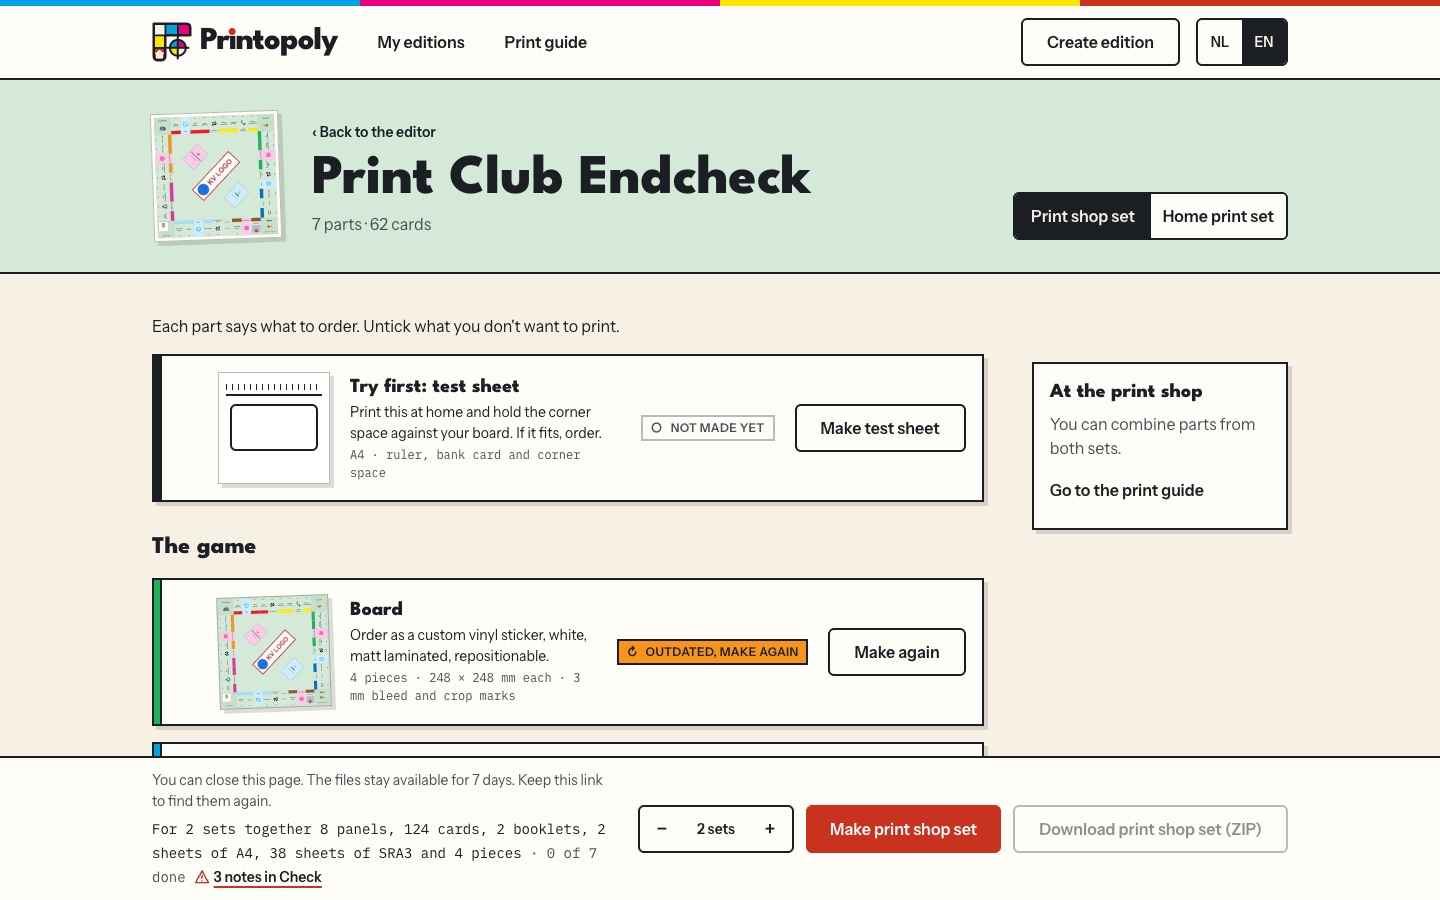 Printopoly
My editions
Print guide
Create edition
NL
EN
‹ Back to the editor
Print Club Endcheck
7 parts · 62 cards
Print shop set
Home print set
KV LOGO
Each part says what to order. Untick what you don't want to print.
Try first: test sheet
Print this at home and hold the corner
space against your board. If it fits, order.
A4 · ruler, bank card and corner
space
NOT MADE YET
Make test sheet
At the print shop
You can combine parts from
both sets.
Go to the print guide
The game
KV LOGO
Board
Order as a custom vinyl sticker, white,
matt laminated, repositionable.
4 pieces · 248 × 248 mm each · 3
mm bleed and crop marks
OUTDATED, MAKE AGAIN
Make again
You can close this page. The files stay available for 7 days. Keep this link
to find them again.
For 2 sets together 8 panels, 124 cards, 2 booklets, 2
sheets of A4, 38 sheets of SRA3 and 4 pieces · 0 of 7
done 3 notes in Check
− 2 sets +
Make print shop set
Download print shop set (ZIP)